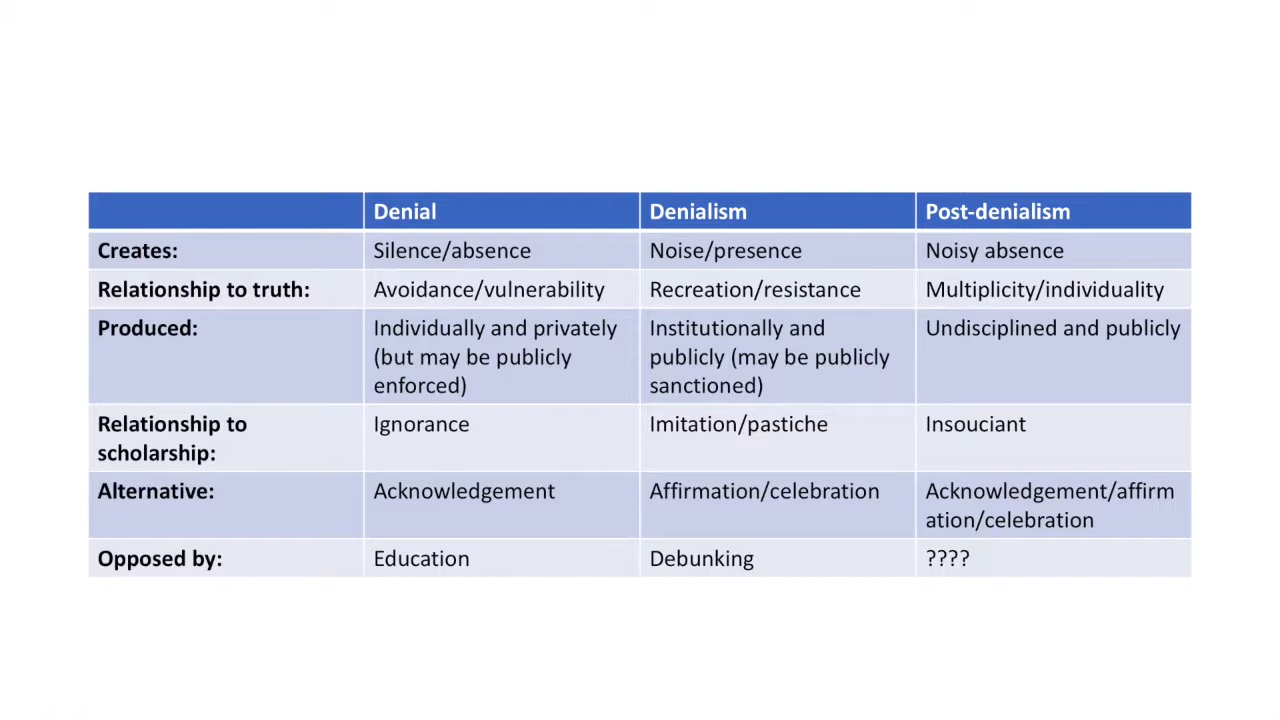 Denial Denialism Post-denialism
Creates: Silence/absence Noise/presence Noisy absence
Relationship to truth: Avoidance/vulnerability Recreation/resistance Multiplicity/individuality
Produced: Individually and privately Institutionally and Undisciplined and publicly
(but may be publicly publicly (may be publicly
enforced) sanctioned)
Relationship to Ignorance Imitation/pastiche Insouciant
scholarship:
Alternative: Acknowledgement Affirmation/celebration Acknowledgement/affirm
ation/celebration
Opposed by: Education Debunking ????